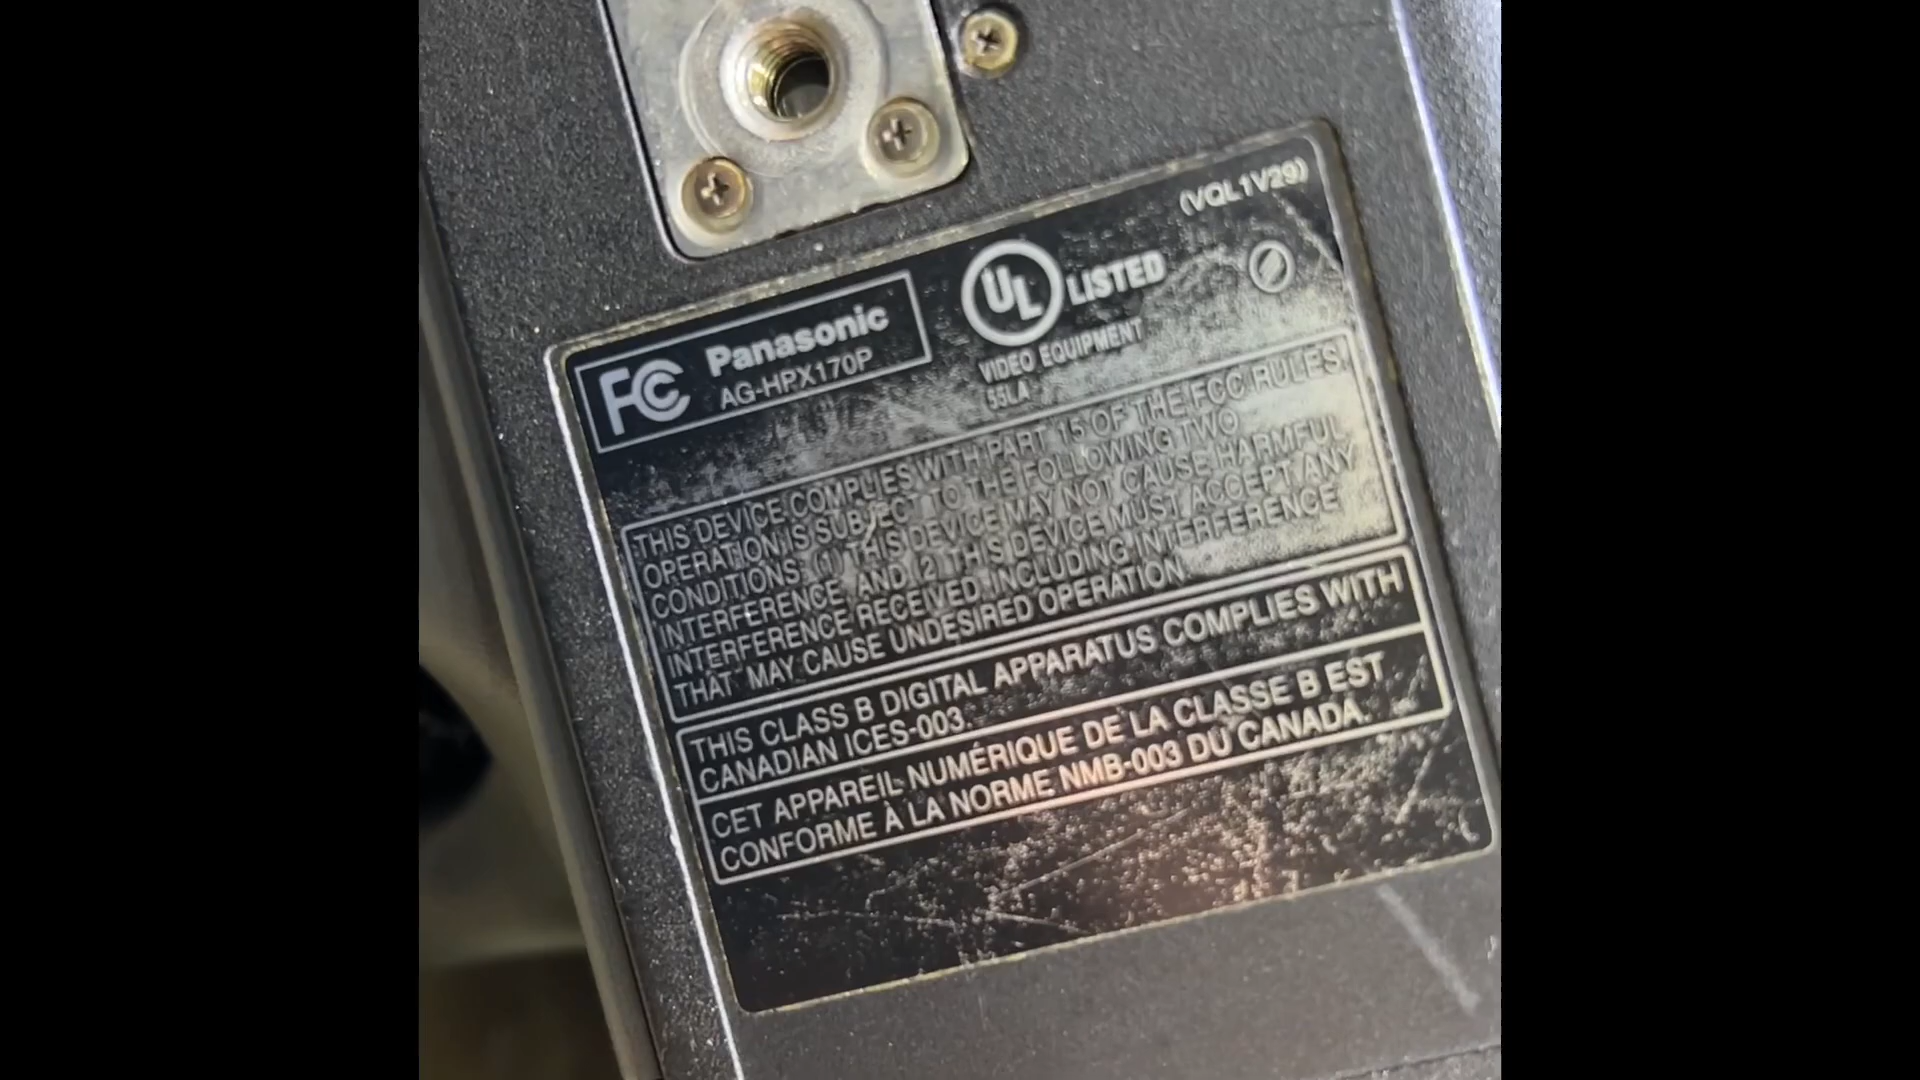 (VQL1V29)
FC Panasonic
AG-HPX170P
UL LISTED
VIDEO EQUIPMENT
55LA
THIS DEVICE COMPLIES WITH PART 15 OF THE FCC RULES.
OPERATION IS SUBJECT TO THE FOLLOWING TWO
CONDITIONS: (1) THIS DEVICE MAY NOT CAUSE HARMFUL
INTERFERENCE, AND (2) THIS DEVICE MUST ACCEPT ANY
INTERFERENCE RECEIVED, INCLUDING INTERFERENCE
THAT MAY CAUSE UNDESIRED OPERATION.
THIS CLASS B DIGITAL APPARATUS COMPLIES WITH
CANADIAN ICES-003.
CET APPAREIL NUMÉRIQUE DE LA CLASSE B EST
CONFORME À LA NORME NMB-003 DU CANADA.